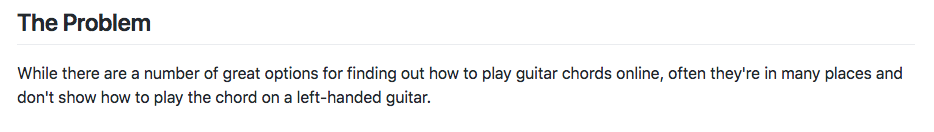 The Problem
While there are a number of great options for finding out how to play guitar chords online, often they're in many places and
don't show how to play the chord on a left-handed guitar.